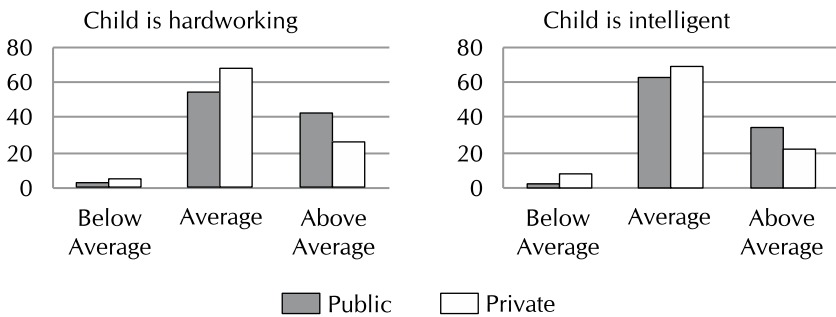 Child is hardworking
80
60
40
20
0
Below
Average
Average
Above
Average
Child is intelligent
80
60
40
20
0
Below
Average
Average
Above
Average
Public
Private